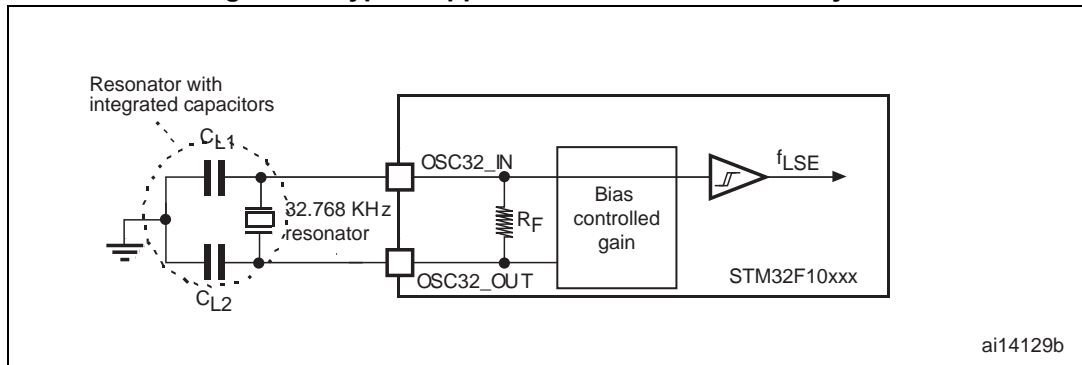 Resonator with
integrated capacitors
CL1
OSC32_IN
fLSE
32.768 KHz
resonator
RF
Bias
controlled
gain
STM32F10xxx
OSC32_OUT
CL2
ai14129b